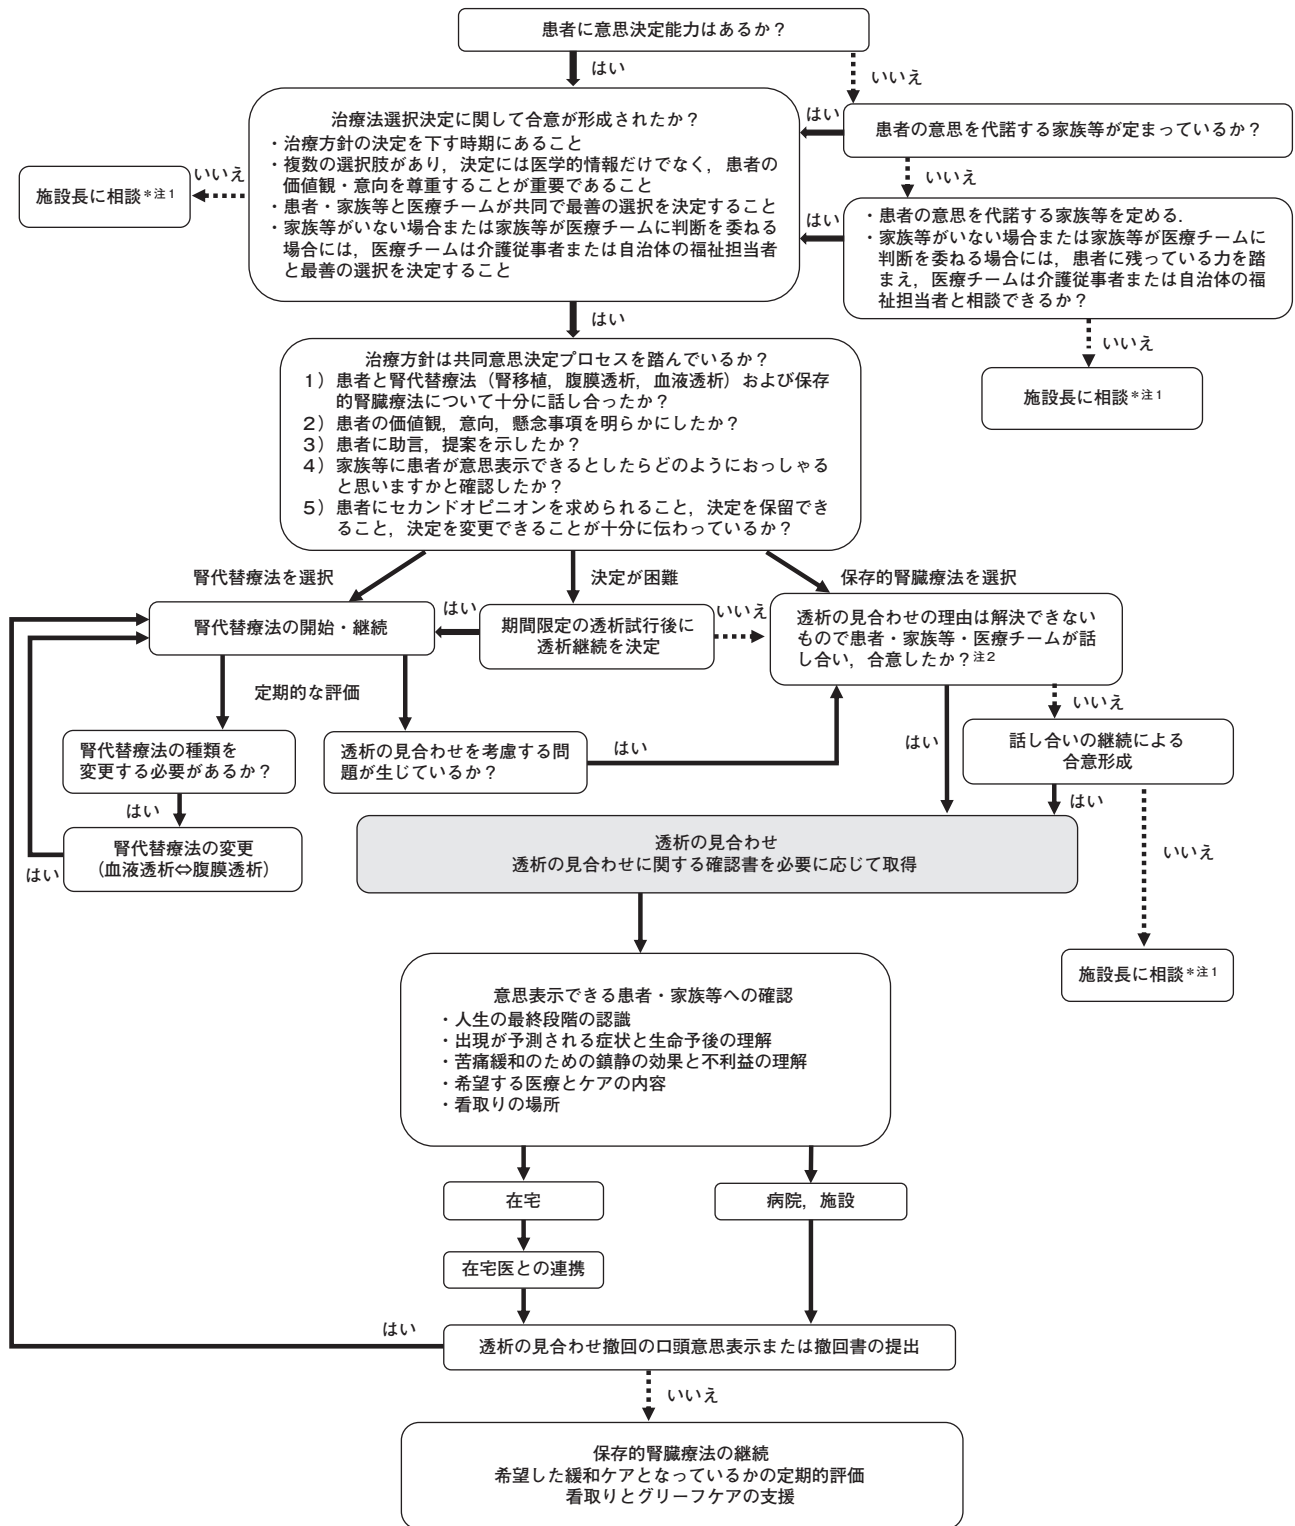 患者に意思決定能力はあるか？
はい
いいえ
治療法選択決定に関して合意が形成されたか？
・治療方針の決定を下す時期にあること
・複数の選択肢があり，決定には医学的情報だけでなく，患者の
価値観・意向を尊重することが重要であること
・患者・家族等と医療チームが共同で最善の選択を決定すること
・家族等がいない場合または家族等が医療チームに判断を委ねる
場合には，医療チームは介護従事者または自治体の福祉担当者
と最善の選択を決定すること
はい
患者の意思を代諾する家族等が定まっているか？
いいえ
施設長に相談＊注1
いいえ
はい
・患者の意思を代諾する家族等を定める.
・家族等がいない場合または家族等が医療チームに
判断を委ねる場合には，患者に残っている力を踏
まえ，医療チームは介護従事者または自治体の福
祉担当者と相談できるか？
はい
いいえ
施設長に相談＊注1
治療方針は共同意思決定プロセスを踏んでいるか？
1）患者と腎代替療法（腎移植，腹膜透析，血液透析）および保存
的腎臓療法について十分に話し合ったか？
2）患者の価値観，意向，懸念事項を明らかにしたか？
3）患者に助言，提案を示したか？
4）家族等に患者が意思表示できるとしたらどのようにおっしゃる
と思いますかと確認したか？
5）患者にセカンドオピニオンを求められること，決定を保留でき
ること，決定を変更できることが十分に伝わっているか？
腎代替療法を選択
決定が困難
保存的腎臓療法を選択
腎代替療法の開始・継続
はい
期間限定の透析試行後に
透析継続を決定
いいえ
透析の見合わせの理由は解決できない
もので患者・家族等・医療チームが話
し合い，合意したか？注2
定期的な評価
いいえ
腎代替療法の種類を
変更する必要があるか？
透析の見合わせを考慮する問
題が生じているか？
はい
はい
話し合いの継続による
合意形成
はい
はい
いいえ
腎代替療法の変更
（血液透析⇔腹膜透析）
はい
透析の見合わせ
透析の見合わせに関する確認書を必要に応じて取得
施設長に相談＊注1
意思表示できる患者・家族等への確認
・人生の最終段階の認識
・出現が予測される症状と生命予後の理解
・苦痛緩和のための鎮静の効果と不利益の理解
・希望する医療とケアの内容
・看取りの場所
在宅
病院，施設
在宅医との連携
はい
透析の見合わせ撤回の口頭意思表示または撤回書の提出
いいえ
保存的腎臓療法の継続
希望した緩和ケアとなっているかの定期的評価
看取りとグリーフケアの支援